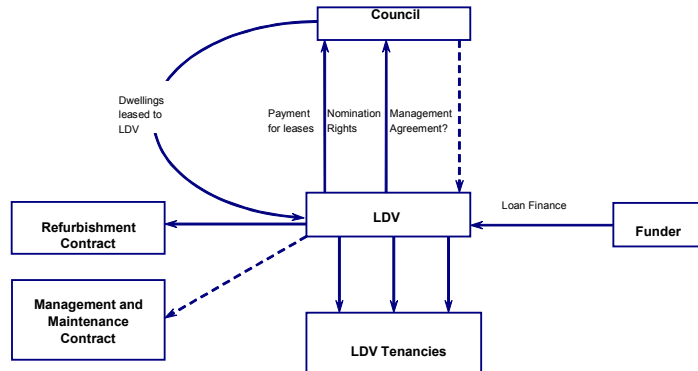 Council
Dwellings
leased to
LDV
Payment
for leases
Nomination
Rights
Management
Agreement?
LDV
Loan Finance
Funder
Refurbishment
Contract
Management and
Maintenance
Contract
LDV Tenancies